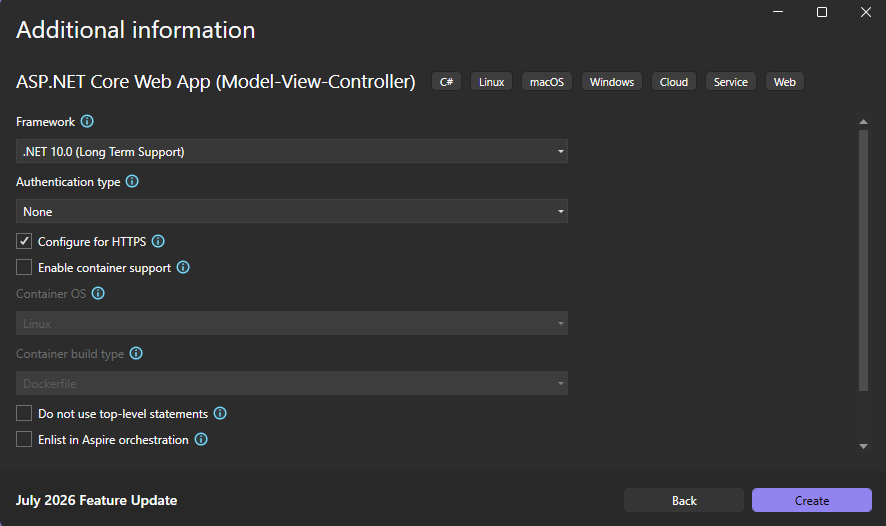 Additional information
ASP.NET Core Web App (Model-View-Controller) C# Linux macOS Windows Cloud Service Web
Framework
.NET 10.0 (Long Term Support)
Authentication type
None
Configure for HTTPS
Enable container support
Container OS
Linux
Container build type
Dockerfile
Do not use top-level statements
Enlist in Aspire orchestration
July 2026 Feature Update Back Create